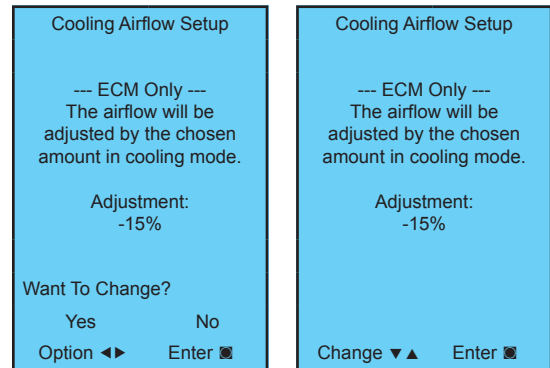 Cooling Airflow Setup
--- ECM Only ---
The airflow will be
adjusted by the chosen
amount in cooling mode.
Adjustment:
-15%
Want To Change?
Yes No
Option ◄► Enter ◙
Cooling Airflow Setup
--- ECM Only ---
The airflow will be
adjusted by the chosen
amount in cooling mode.
Adjustment:
-15%
Change ▼▲ Enter ◙